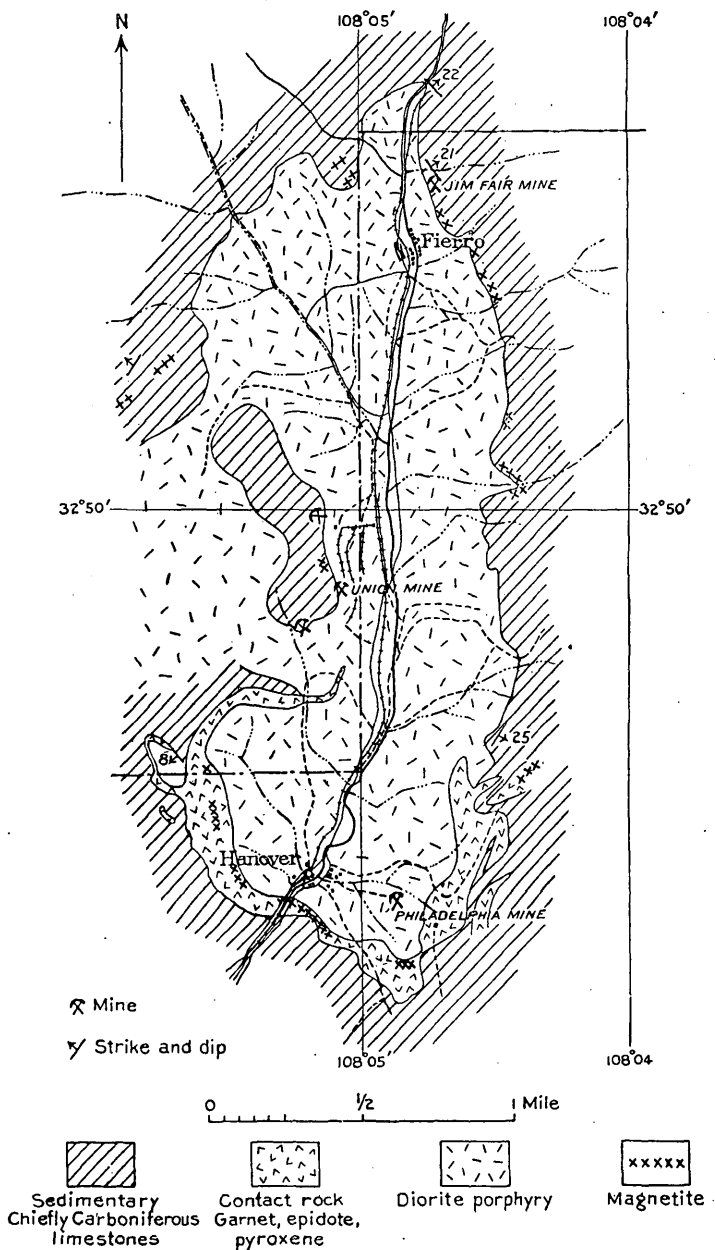 N
108°05′
108°04′
22
21
JIM FAIR MINE
Fierro
32°50′
32°50′
UNION MINE
25
8
Hanover
PHILADELPHIA MINE
Mine
Strike and dip
108°05′
108°04
0 1/2 1 Mile
Sedimentary
Chiefly Carboniferous
limestones
Contact rock
Garnet, epidote,
pyroxene
Diorite porphyry
Magnetite